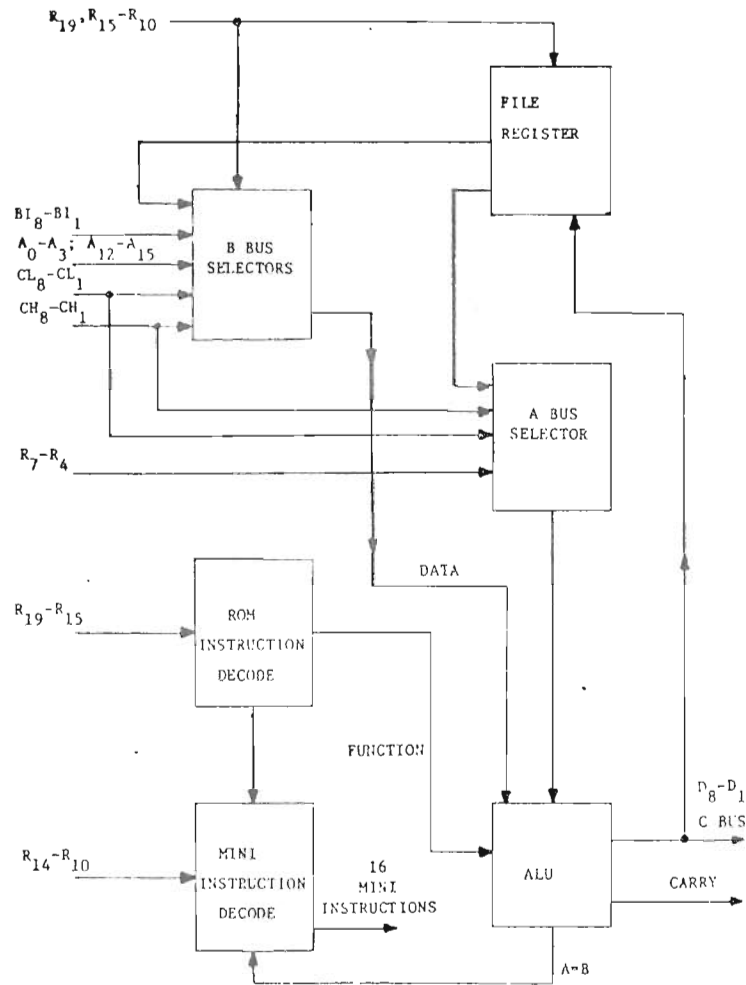 R19,R15-R10
FILE
REGISTER
BI8-BI1
A0-A3; A12-A15
CL8-CL1
CH8-CH1
B BUS
SELECTORS
A BUS
SELECTOR
R7-R4
DATA
R19-R15
ROM
INSTRUCTION
DECODE
FUNCTION
D8-D1
C BUS
R14-R10
MINI
INSTRUCTION
DECODE
16
MINI
INSTRUCTIONS
ALU
CARRY
A=B